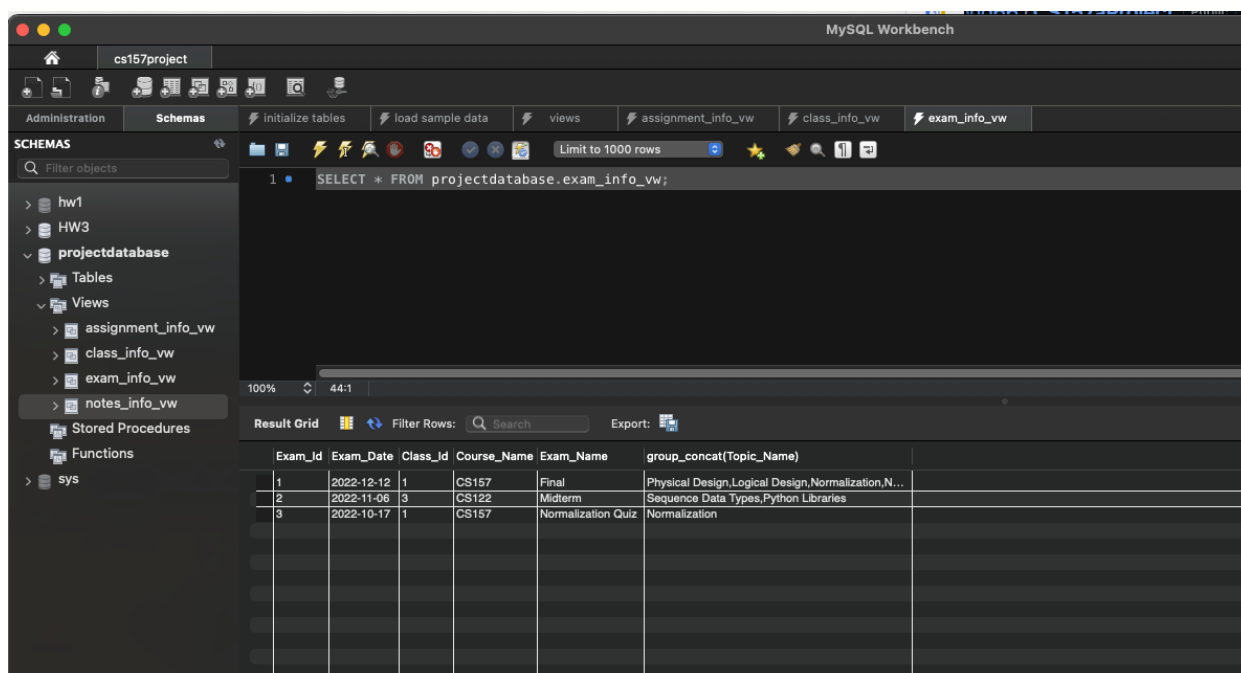 MySQL Workbench
cs157project
Administration
Schemas
initialize tables
load sample data
views
assignment_info_vw
class_info_vw
exam_info_vw
SCHEMAS
Filter objects
Limit to 1000 rows
1 SELECT * FROM projectdatabase.exam_info_vw;
hw1
HW3
projectdatabase
Tables
Views
assignment_info_vw
class_info_vw
exam_info_vw
notes_info_vw
Stored Procedures
Functions
sys
100% 44:1
Result Grid Filter Rows: Search Export:
Exam_Id Exam_Date Class_Id Course_Name Exam_Name group_concat(Topic_Name)
1 2022-12-12 1 CS157 Final Physical Design,Logical Design,Normalization,N...
2 2022-11-06 3 CS122 Midterm Sequence Data Types,Python Libraries
3 2022-10-17 1 CS157 Normalization Quiz Normalization